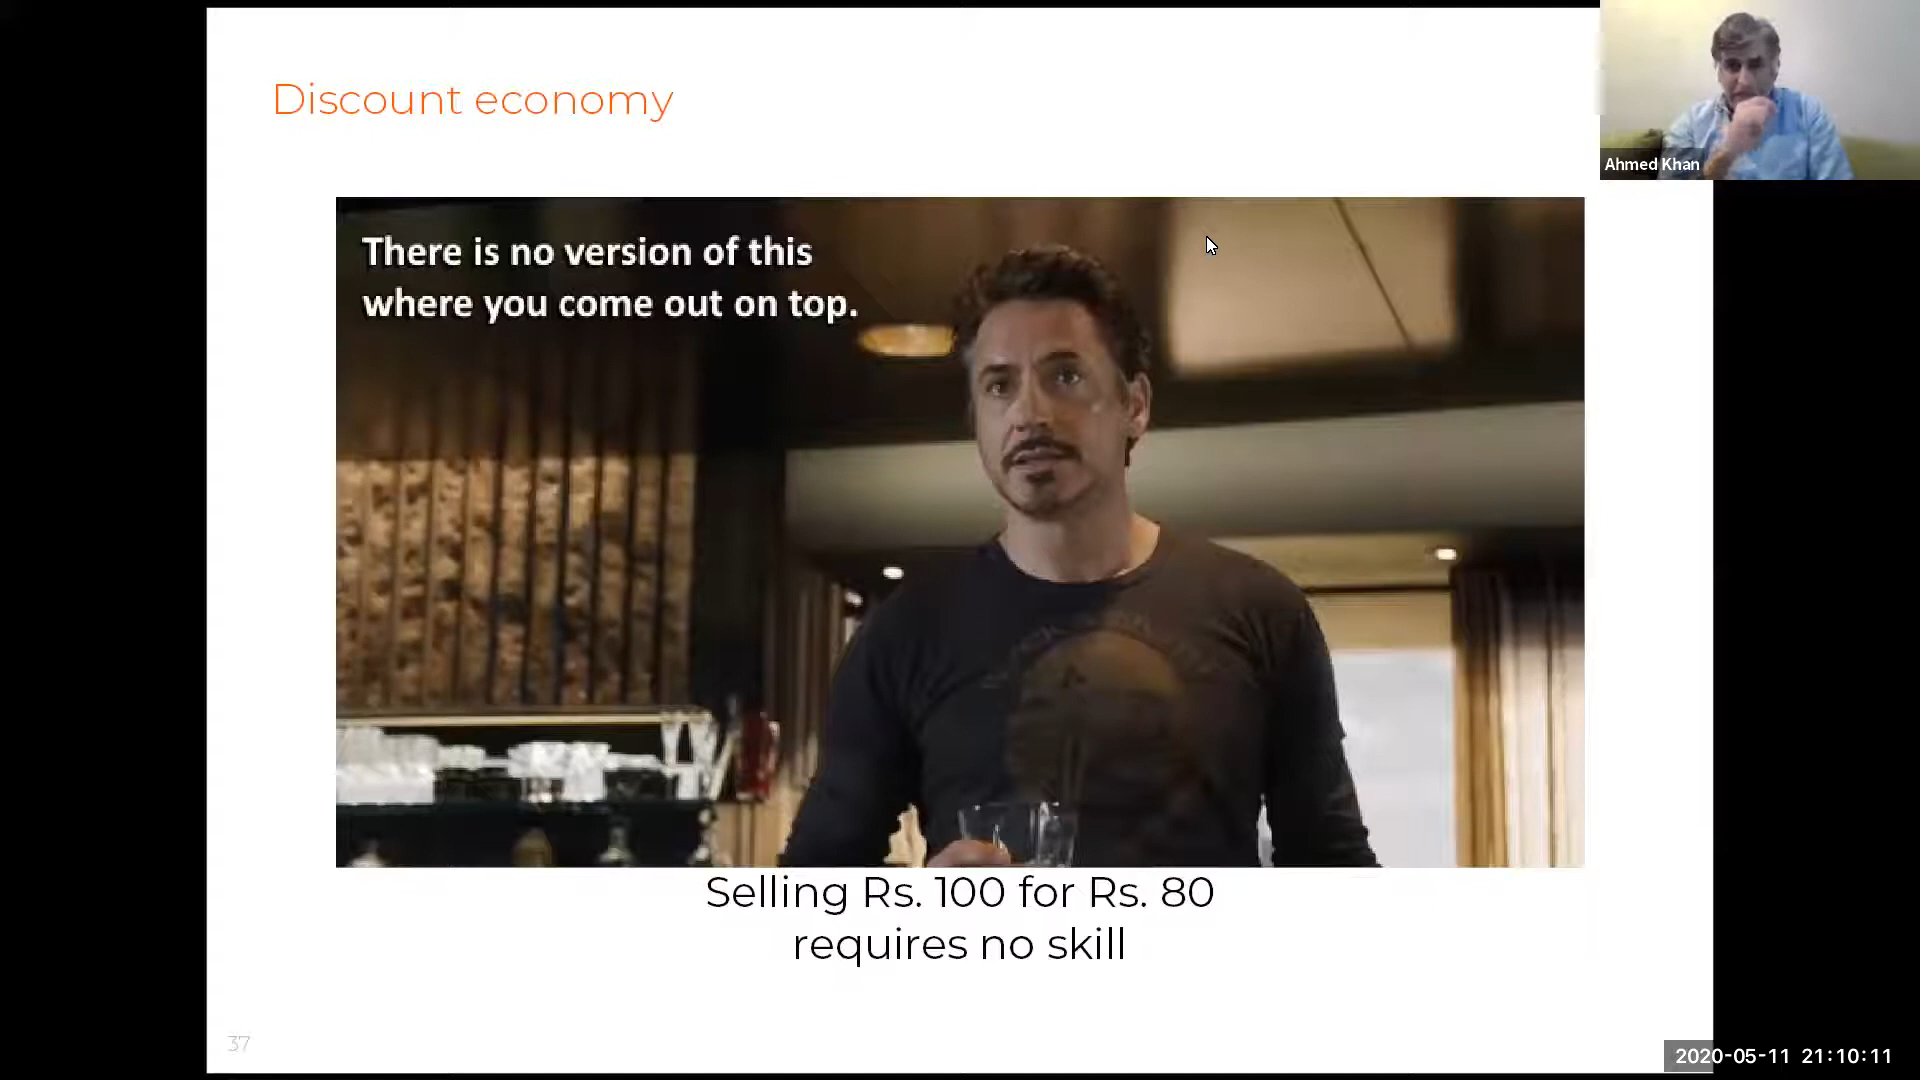 Discount economy
Ahmed Khan
There is no version of this
where you come out on top.
Selling Rs. 100 for Rs. 80
requires no skill
37
2020-05-11 21:10:11